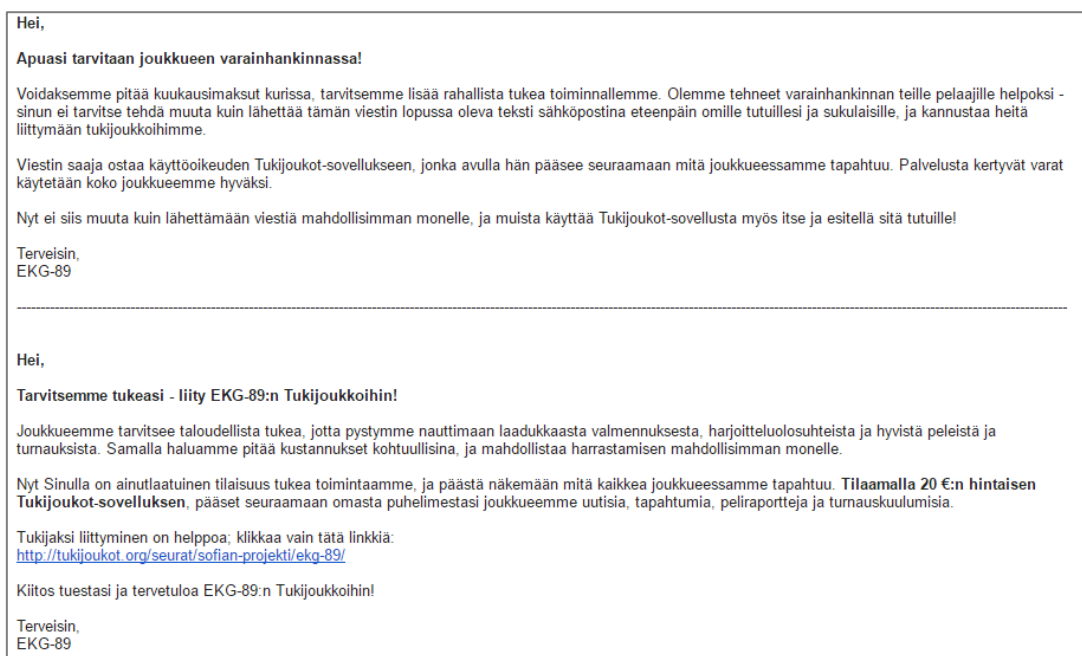 Hei,
Apuasi tarvitaan joukkueen varainhankinnassa!
Voidaksemme pitää kuukausimaksut kurissa, tarvitsemme lisää rahallista tukea toiminnallemme. Olemme tehneet varainhankinnan teille pelaajille helpoksi -
sinun ei tarvitse tehdä muuta kuin lähettää tämän viestin lopussa oleva teksti sähköpostina eteenpäin omille tutuillesi ja sukulaisille, ja kannustaa heitä
liittymään tukijoukkoihimme.
Viestin saaja ostaa käyttöoikeuden Tukijoukot-sovellukseen, jonka avulla hän pääsee seuraamaan mitä joukkueessamme tapahtuu. Palvelusta kertyvät varat
käytetään koko joukkueemme hyväksi.
Nyt ei siis muuta kuin lähettämään viestiä mahdollisimman monelle, ja muista käyttää Tukijoukot-sovellusta myös itse ja esitellä sitä tutuille!
Terveisin,
EKG-89
Hei,
Tarvitsemme tukeasi - liity EKG-89:n Tukijoukkoihin!
Joukkueemme tarvitsee taloudellista tukea, jotta pystymme nauttimaan laadukkaasta valmennuksesta, harjoitteluolosuhteista ja hyvistä peleistä ja
turnauksista. Samalla haluamme pitää kustannukset kohtuullisina, ja mahdollistaa harrastamisen mahdollisimman monelle.
Nyt Sinulla on ainutlaatuinen tilaisuus tukea toimintaamme, ja päästä näkemään mitä kaikkea joukkueessamme tapahtuu. Tilaamalla 20 €:n hintaisen
Tukijoukot-sovelluksen, pääset seuraamaan omasta puhelimestasi joukkueemme uutisia, tapahtumia, peliraportteja ja turnauskuulumisia.
Tukijaksi liittyminen on helppoa; klikkaa vain tätä linkkiä:
http://tukijoukot.org/seurat/sofian-projekti/ekg-89/
Kiitos tuestasi ja tervetuloa EKG-89:n Tukijoukkoihin!
Terveisin,
EKG-89